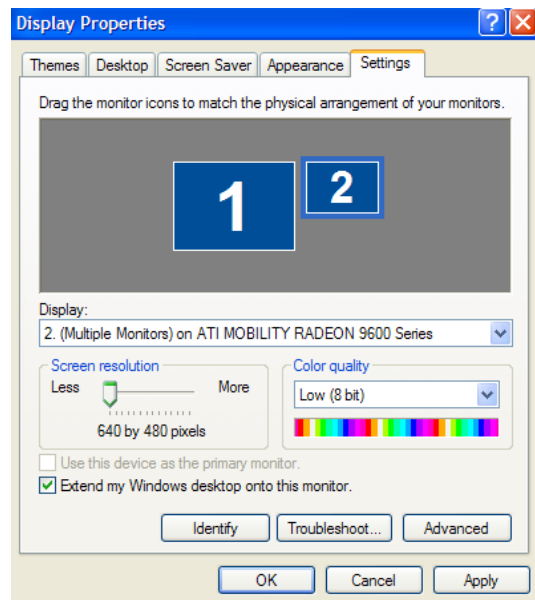 Display Properties
Themes Desktop Screen Saver Appearance Settings
Drag the monitor icons to match the physical arrangement of your monitors.
1 2
Display:
2. (Multiple Monitors) on ATI MOBILITY RADEON 9600 Series
Screen resolution Color quality
Less More Low (8 bit)
640 by 480 pixels
Use this device as the primary monitor.
Extend my Windows desktop onto this monitor.
Identify Troubleshoot... Advanced
OK Cancel Apply